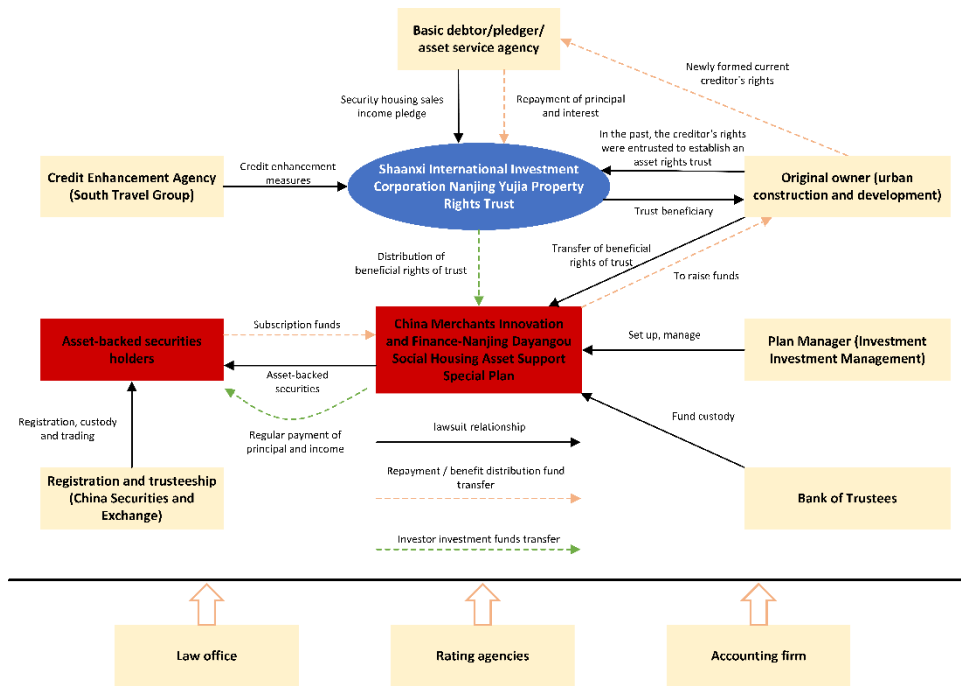 Basic debtor/pledger/
asset service agency
Newly formed current
creditor's rights
Security housing sales
income pledge
Repayment of principal
and interest
In the past, the creditor's rights
were entrusted to establish an
asset rights trust
Credit Enhancement Agency
(South Travel Group)
Credit enhancement
measures
Shaanxi International Investment
Corporation Nanjing Yujia Property
Rights Trust
Original owner (urban
construction and development)
Trust beneficiary
Distribution of
beneficial rights of trust
Transfer of beneficial
rights of trust
To raise funds
Asset-backed securities
holders
Subscription funds
Asset-backed
securities
China Merchants Innovation
and Finance-Nanjing Dayangou
Social Housing Asset Support
Special Plan
Set up, manage
Plan Manager (Investment
Investment Management)
Registration, custody
and trading
Regular payment of
principal and income
Fund custody
lawsuit relationship
Registration and trusteeship
(China Securities and
Exchange)
Repayment / benefit distribution fund
transfer
Bank of Trustees
Investor investment funds transfer
Law office
Rating agencies
Accounting firm